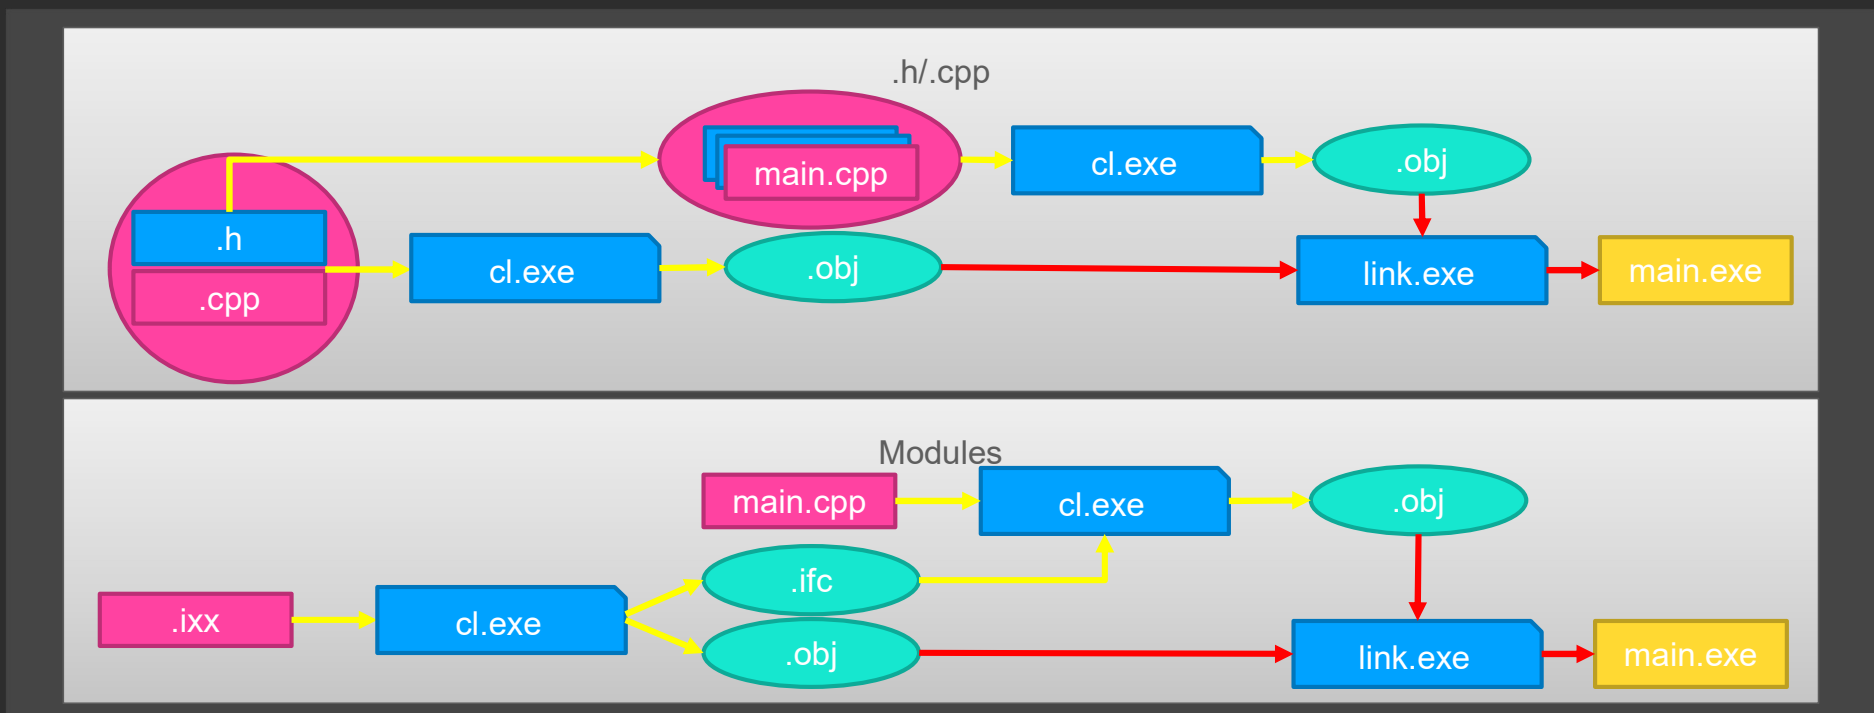 .h/.cpp
main.cpp
cl.exe
.obj
.h
.cpp
cl.exe
.obj
link.exe
main.exe
Modules
main.cpp
cl.exe
.obj
.ifc
.ixx
cl.exe
.obj
link.exe
main.exe